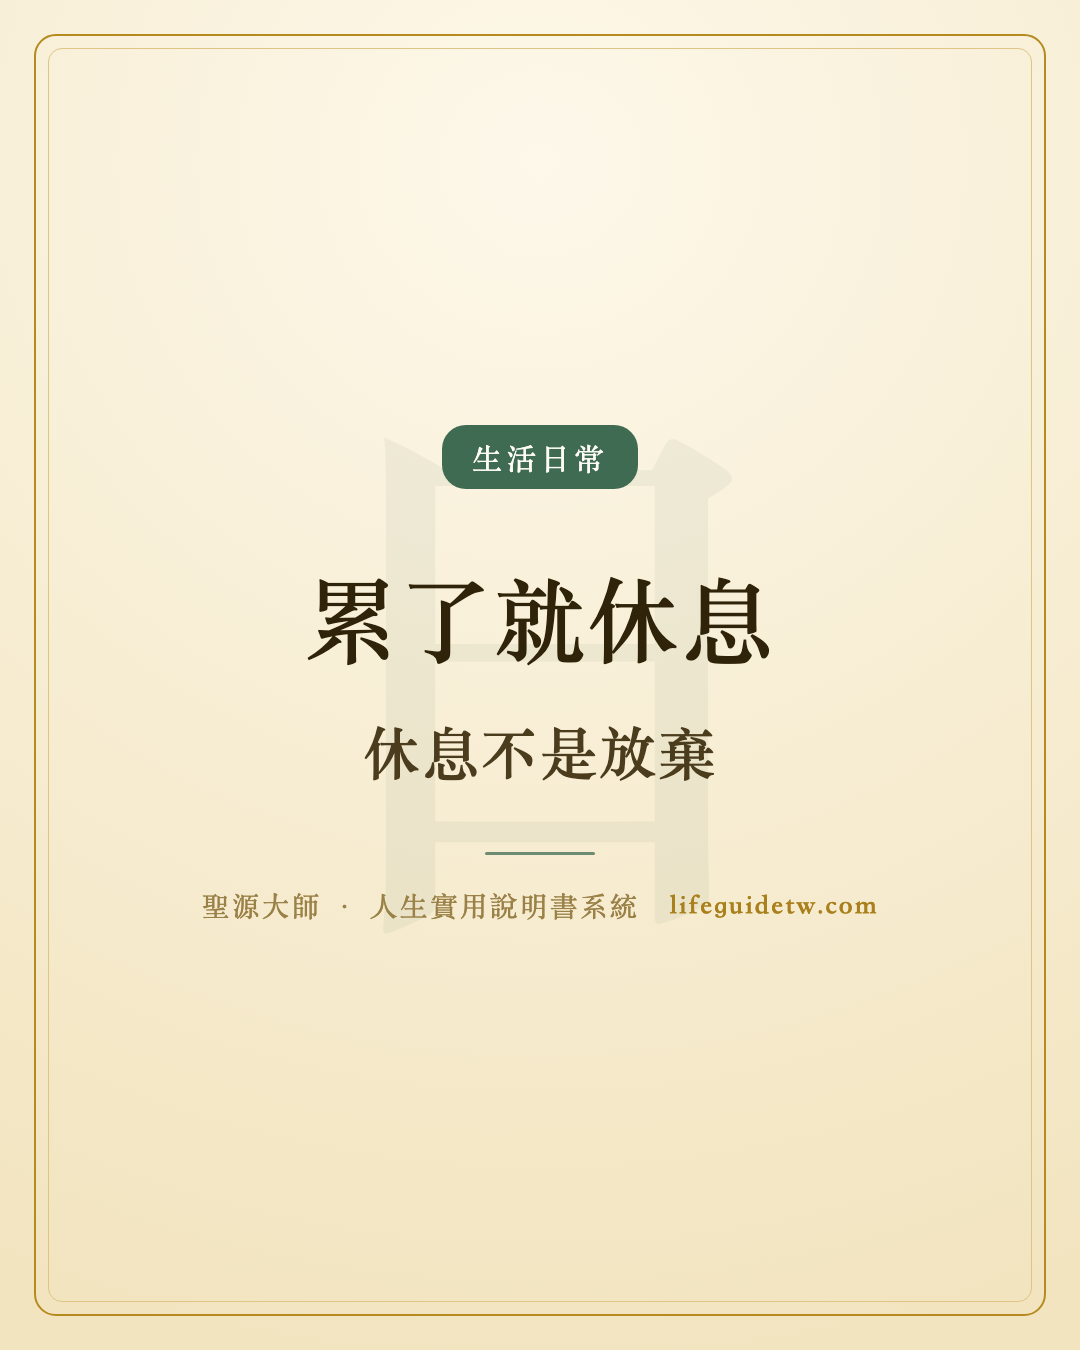 生活日常
累了就休息
休息不是放棄
聖源大師 · 人生實用說明書系統 lifeguidetw.com
日